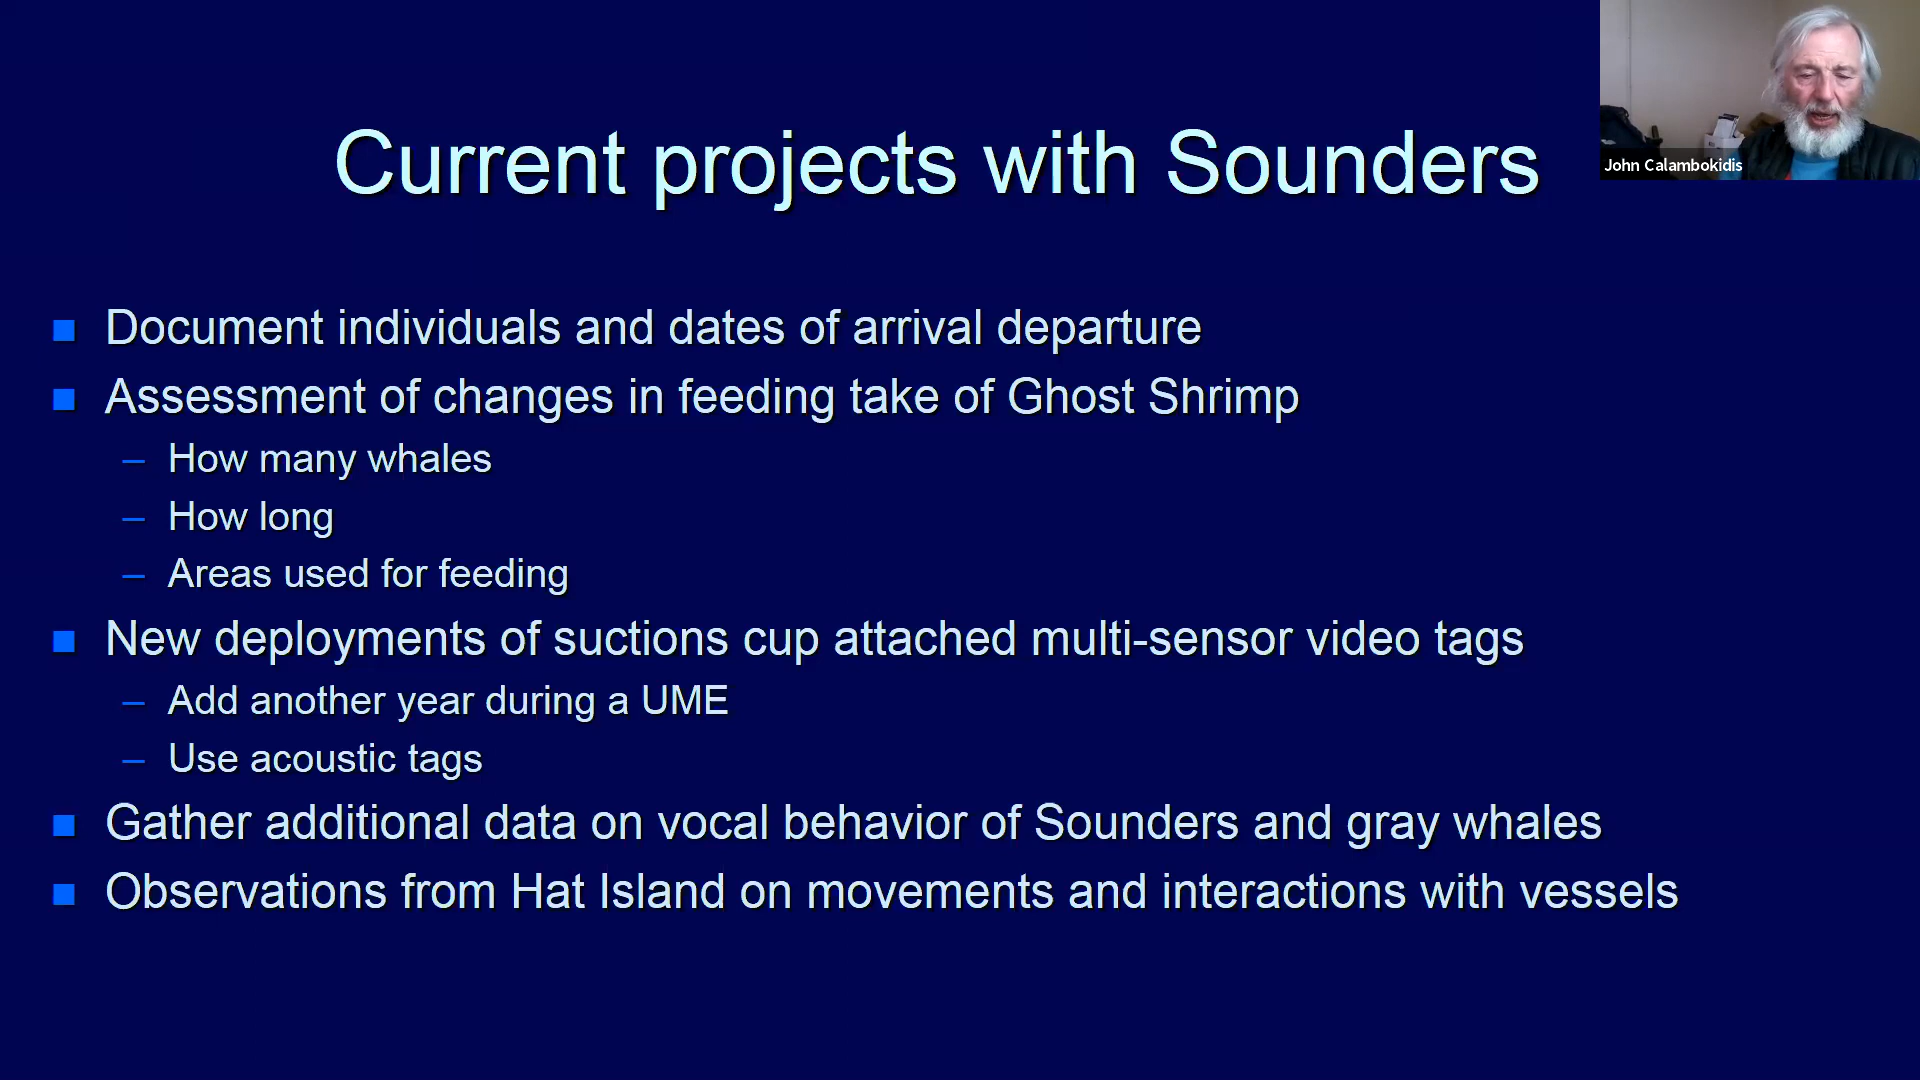 Current projects with Sounders
John Calambokidis
■ Document individuals and dates of arrival departure
■ Assessment of changes in feeding take of Ghost Shrimp
– How many whales
– How long
– Areas used for feeding
■ New deployments of suctions cup attached multi-sensor video tags
– Add another year during a UME
– Use acoustic tags
■ Gather additional data on vocal behavior of Sounders and gray whales
■ Observations from Hat Island on movements and interactions with vessels